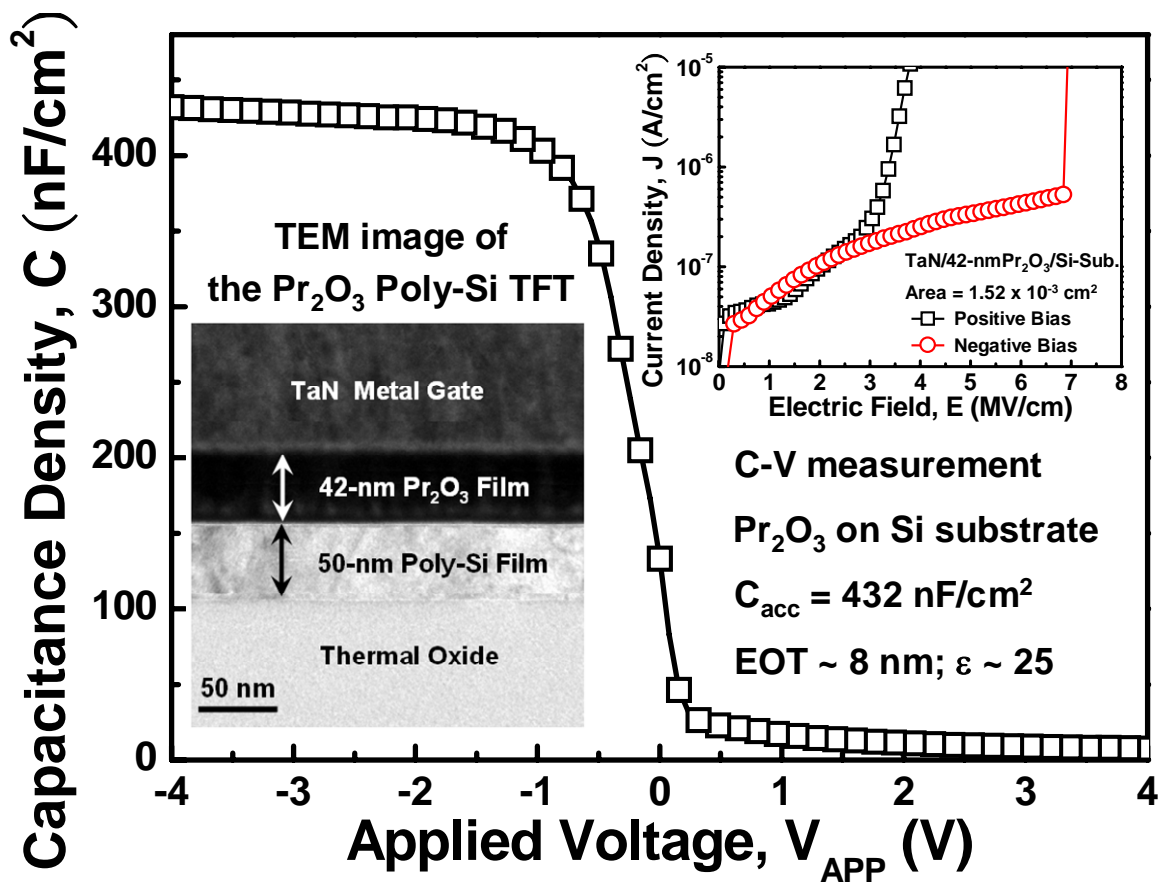 Capacitance Density, C (nF/cm²)
400
300
200
100
0
-4 -3 -2 -1 0 1 2 3 4
Applied Voltage, V_APP (V)
TEM image of
the Pr₂O₃ Poly-Si TFT
TaN Metal Gate
42-nm Pr₂O₃ Film
50-nm Poly-Si Film
Thermal Oxide
50 nm
Current Density, J (A/cm²)
10⁻⁵
10⁻⁶
10⁻⁷
10⁻⁸
TaN/42-nmPr₂O₃/Si-Sub.
Area = 1.52 x 10⁻³ cm²
Positive Bias
Negative Bias
0 1 2 3 4 5 6 7 8
Electric Field, E (MV/cm)
C-V measurement
Pr₂O₃ on Si substrate
C_acc = 432 nF/cm²
EOT ~ 8 nm; ε ~ 25